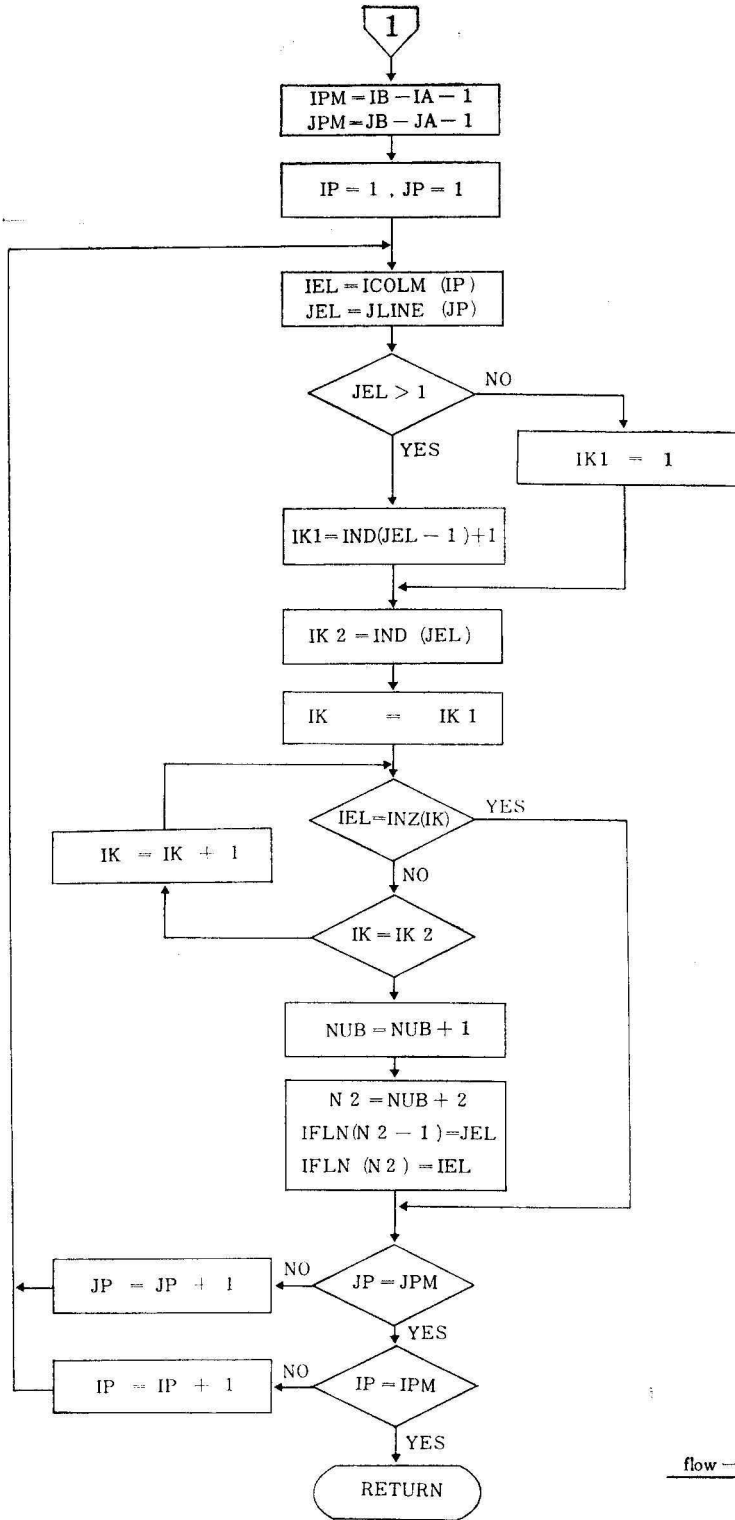 1
IPM = IB - IA - 1
JPM = JB - JA - 1
IP = 1 , JP = 1
IEL = ICOLM (IP)
JEL = JLINE (JP)
JEL > 1
NO
YES
IK1 = 1
IK1 = IND(JEL - 1)+1
IK 2 = IND (JEL)
IK = IK 1
IEL=INZ(IK)
YES
IK = IK + 1
NO
IK = IK 2
NUB = NUB + 1
N 2 = NUB + 2
IFLN(N 2 - 1)=JEL
IFLN (N 2) = IEL
JP = JP + 1
NO
JP = JPM
YES
IP = IP + 1
NO
IP = IPM
YES
RETURN
flow -